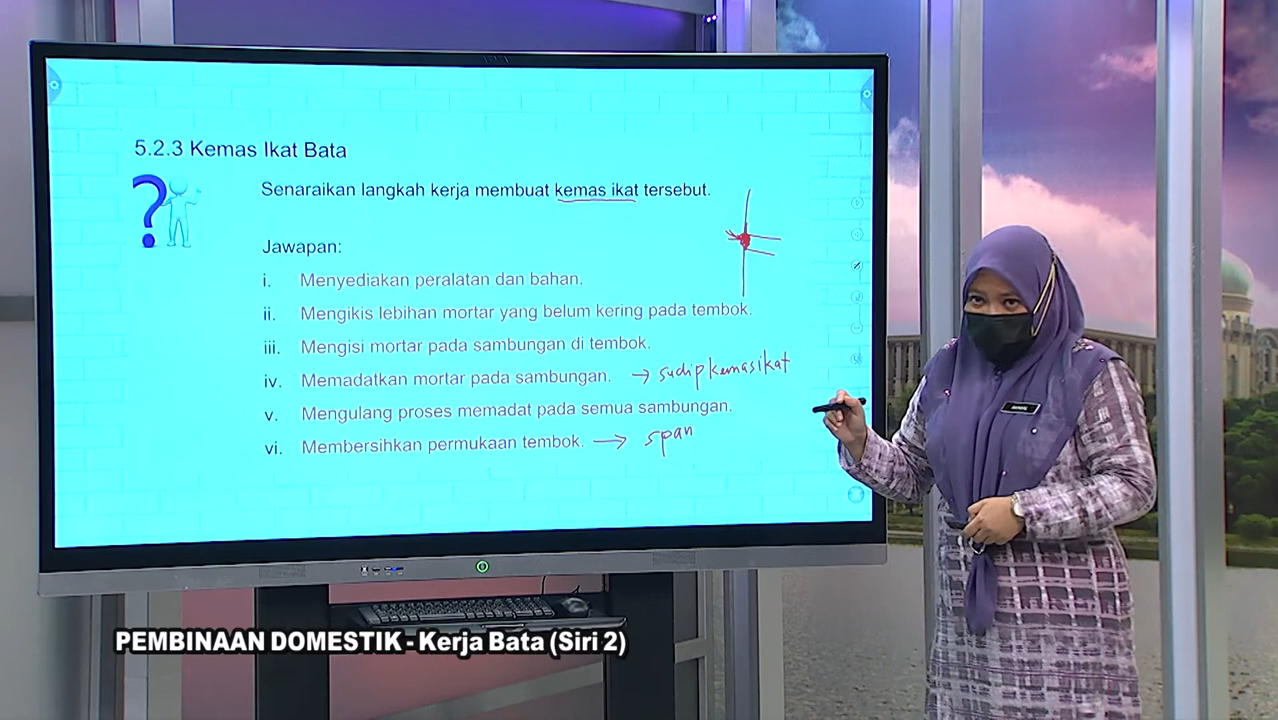 5.2.3 Kemas Ikat Bata
Senaraikan langkah kerja membuat kemas ikat tersebut.
Jawapan:
i. Menyediakan peralatan dan bahan.
ii. Mengikis lebihan mortar yang belum kering pada tembok.
iii. Mengisi mortar pada sambungan di tembok.
iv. Memadatkan mortar pada sambungan. → sudip kemas ikat
v. Mengulang proses memadat pada semua sambungan.
vi. Membersihkan permukaan tembok. → span
PEMBINAAN DOMESTIK - Kerja Bata (Siri 2)